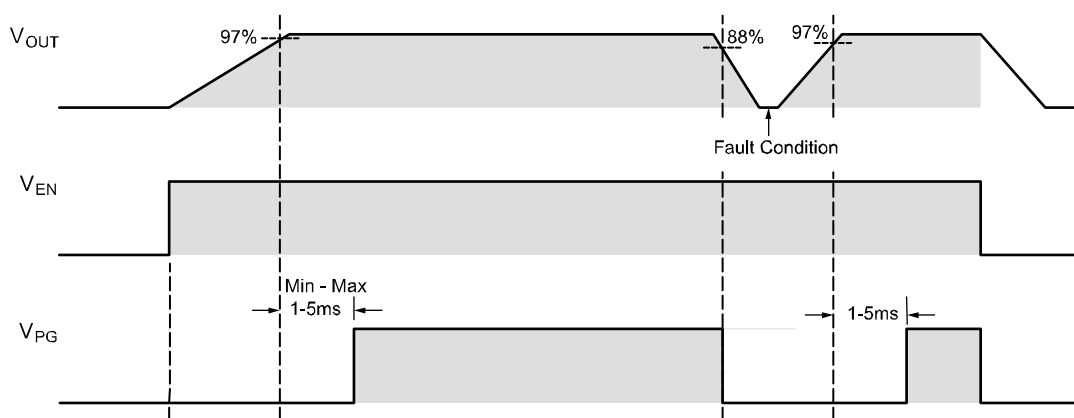 VOUT
97%
88%
97%
Fault Condition
VEN
Min - Max
1-5ms
1-5ms
VPG